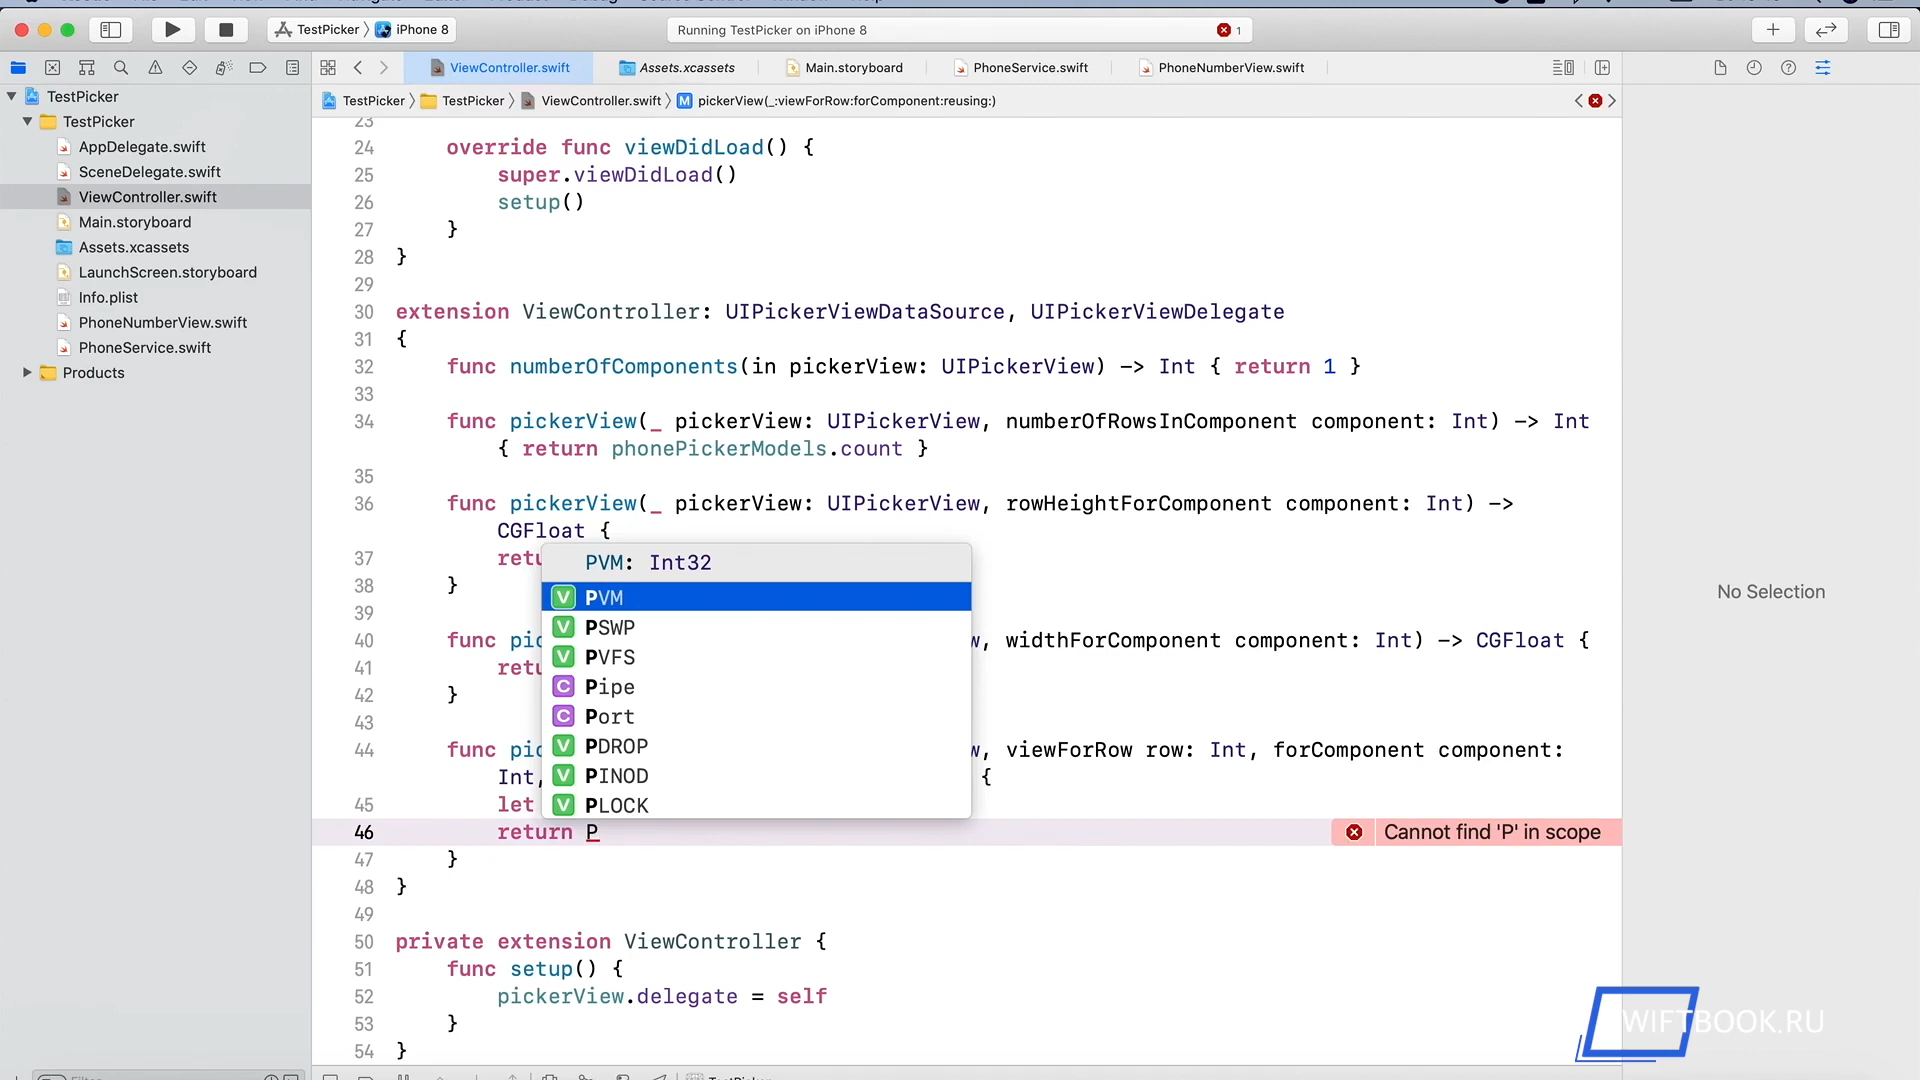 TestPicker
iPhone 8
Running TestPicker on iPhone 8
1
ViewController.swift
Assets.xcassets
Main.storyboard
PhoneService.swift
PhoneNumberView.swift
TestPicker
TestPicker
ViewController.swift
M
pickerView(_:viewForRow:forComponent:reusing:)
TestPicker
TestPicker
AppDelegate.swift
SceneDelegate.swift
ViewController.swift
Main.storyboard
Assets.xcassets
LaunchScreen.storyboard
Info.plist
PhoneNumberView.swift
PhoneService.swift
Products
23
24 override func viewDidLoad() {
25 super.viewDidLoad()
26 setup()
27 }
28 }
29
30 extension ViewController: UIPickerViewDataSource, UIPickerViewDelegate
31 {
32 func numberOfComponents(in pickerView: UIPickerView) -> Int { return 1 }
33
34 func pickerView(_ pickerView: UIPickerView, numberOfRowsInComponent component: Int) -> Int
{ return phonePickerModels.count }
35
36 func pickerView(_ pickerView: UIPickerView, rowHeightForComponent component: Int) ->
CGFloat {
37 retu
38 }
39
40 func pic w, widthForComponent component: Int) -> CGFloat {
41 retu
42 }
43
44 func pic w, viewForRow row: Int, forComponent component:
Int, {
45 let
46 return P
Cannot find 'P' in scope
47 }
48 }
49
50 private extension ViewController {
51 func setup() {
52 pickerView.delegate = self
53 }
54 }
PVM: Int32
V PVM
V PSWP
V PVFS
C Pipe
C Port
V PDROP
V PINOD
V PLOCK
No Selection
WIFTBOOK.RU